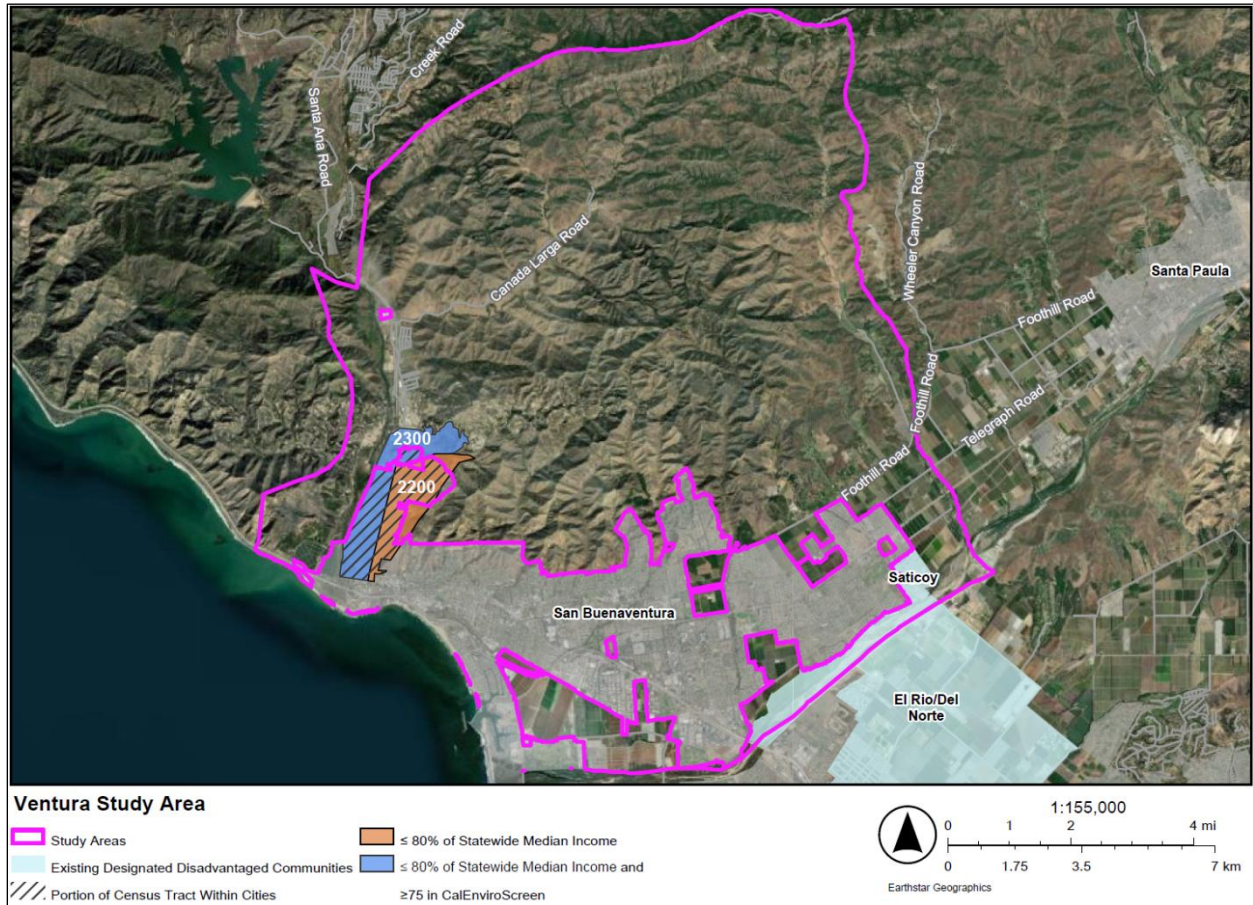 Creek Road
Santa Ana Road
Canada Larga Road
Wheeler Canyon Road
Santa Paula
Foothill Road
Foothill Road
Telegraph Road
Foothill Road
2300
2200
Saticoy
San Buenaventura
El Rio/Del
Norte
Ventura Study Area
Study Areas
Existing Designated Disadvantaged Communities
Portion of Census Tract Within Cities
≤ 80% of Statewide Median Income
≤ 80% of Statewide Median Income and
≥75 in CalEnviroScreen
1:155,000
0 1 2 4 mi
0 1.75 3.5 7 km
Earthstar Geographics